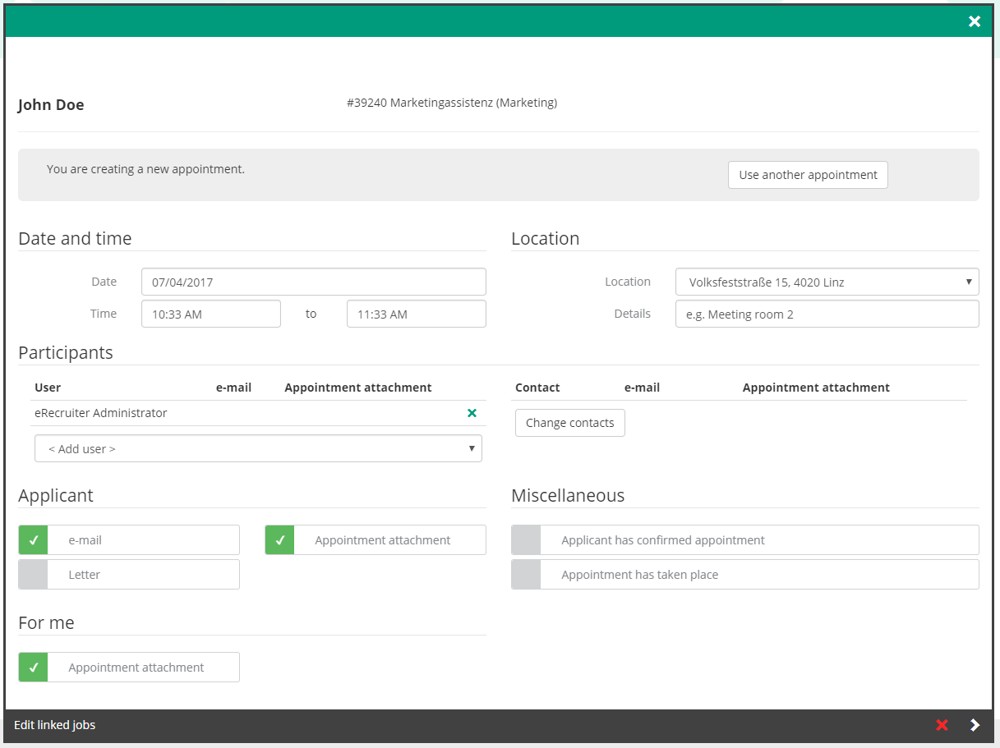 John Doe
#39240 Marketingassistenz (Marketing)
You are creating a new appointment.
Use another appointment
Date and time
Date 07/04/2017
Time 10:33 AM to 11:33 AM
Location
Location Volksfeststraße 15, 4020 Linz
Details e.g. Meeting room 2
Participants
User e-mail Appointment attachment
eRecruiter Administrator
< Add user >
Contact e-mail Appointment attachment
Change contacts
Applicant
e-mail Appointment attachment
Letter
Miscellaneous
Applicant has confirmed appointment
Appointment has taken place
For me
Appointment attachment
Edit linked jobs